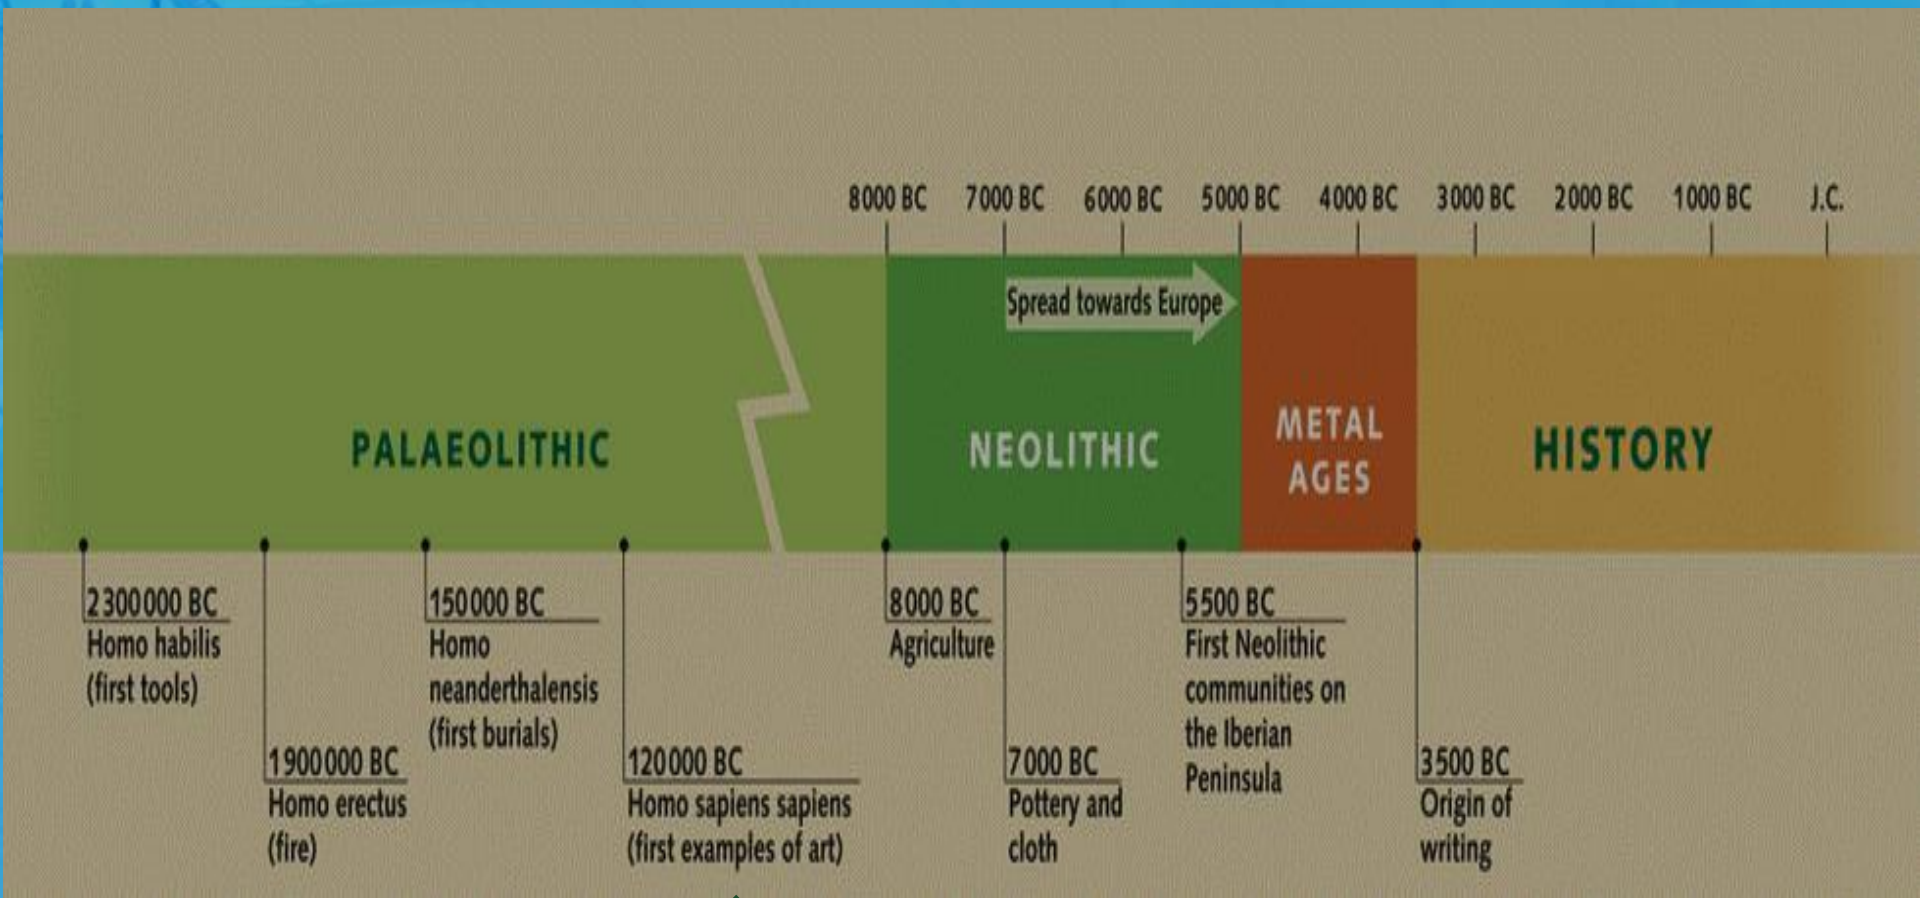 8000 BC 7000 BC 6000 BC 5000 BC 4000 BC 3000 BC 2000 BC 1000 BC J.C.
Spread towards Europe
PALAEOLITHIC
NEOLITHIC
METAL
AGES
HISTORY
2300000 BC
Homo habilis
(first tools)
1900000 BC
Homo erectus
(fire)
150000 BC
Homo
neanderthalensis
(first burials)
120000 BC
Homo sapiens sapiens
(first examples of art)
8000 BC
Agriculture
7000 BC
Pottery and
cloth
5500 BC
First Neolithic
communities on
the Iberian
Peninsula
3500 BC
Origin of
writing